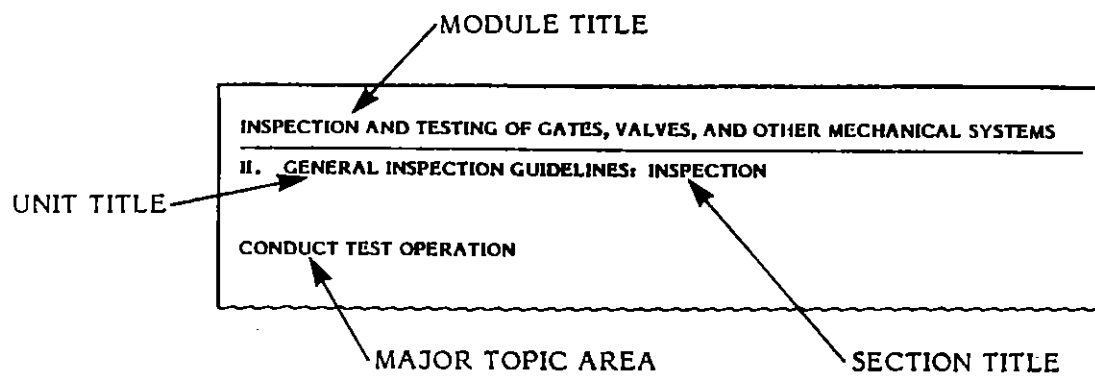 MODULE TITLE
INSPECTION AND TESTING OF GATES, VALVES, AND OTHER MECHANICAL SYSTEMS
II. GENERAL INSPECTION GUIDELINES: INSPECTION
UNIT TITLE
CONDUCT TEST OPERATION
MAJOR TOPIC AREA
SECTION TITLE